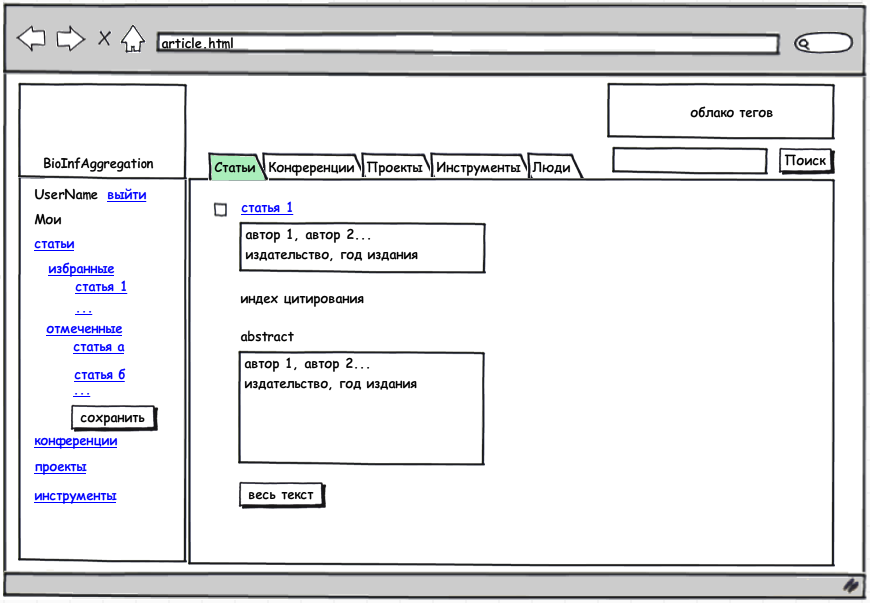 article.html
облако тегов
BioInfAggregation
Статьи Конференции Проекты Инструменты Люди
Поиск
UserName выйти
Мои
статьи
избранные
статья 1
...
отмеченные
статья а
статья б
...
сохранить
конференции
проекты
инструменты
статья 1
автор 1, автор 2...
издательство, год издания
индекс цитирования
abstract
автор 1, автор 2...
издательство, год издания
весь текст